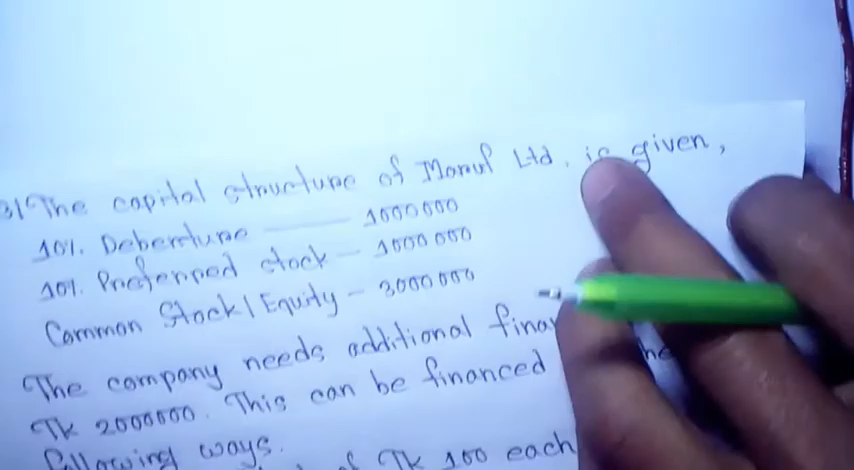 3) The capital structure of Maruf Ltd. is given,
10% Debenture — 1000000
10% Preferred stock — 1000000
Common Stock/Equity — 3000000
The company needs additional
Tk 2000000. This can be financed
following ways.
of Tk 100 each